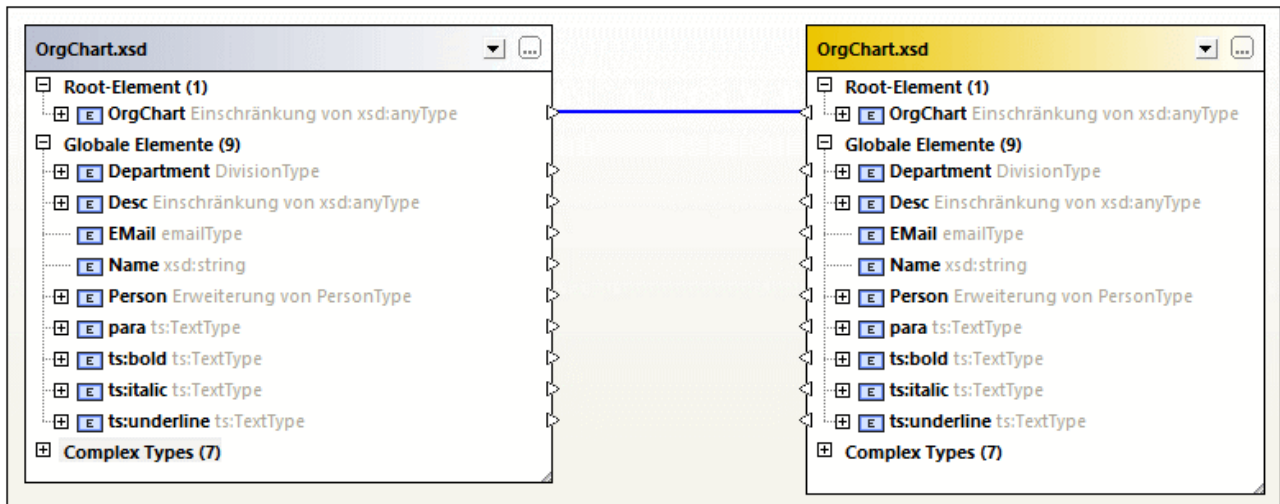 OrgChart.xsd
Root-Element (1)
E OrgChart Einschränkung von xsd:anyType
Globale Elemente (9)
E Department DivisionType
E Desc Einschränkung von xsd:anyType
E EMail emailType
E Name xsd:string
E Person Erweiterung von PersonType
E para ts:TextType
E ts:bold ts:TextType
E ts:italic ts:TextType
E ts:underline ts:TextType
Complex Types (7)
OrgChart.xsd
Root-Element (1)
E OrgChart Einschränkung von xsd:anyType
Globale Elemente (9)
E Department DivisionType
E Desc Einschränkung von xsd:anyType
E EMail emailType
E Name xsd:string
E Person Erweiterung von PersonType
E para ts:TextType
E ts:bold ts:TextType
E ts:italic ts:TextType
E ts:underline ts:TextType
Complex Types (7)